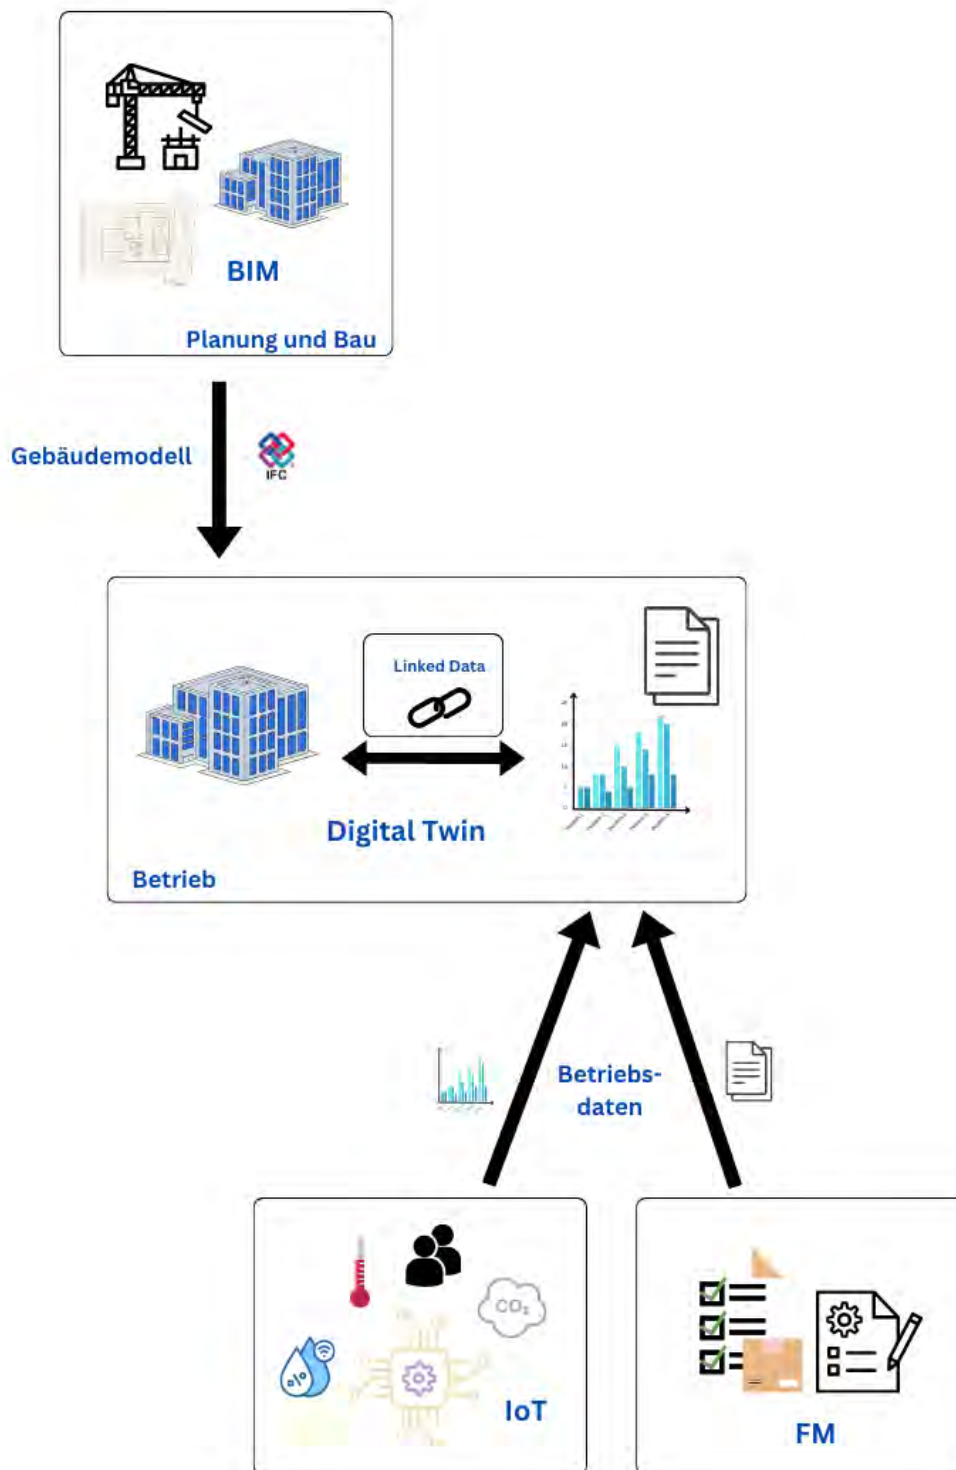 BIM
Planung und Bau
Gebäudemodell
IFC
Linked Data
Digital Twin
Betrieb
Betriebs-
daten
CO₂
%
IoT
FM